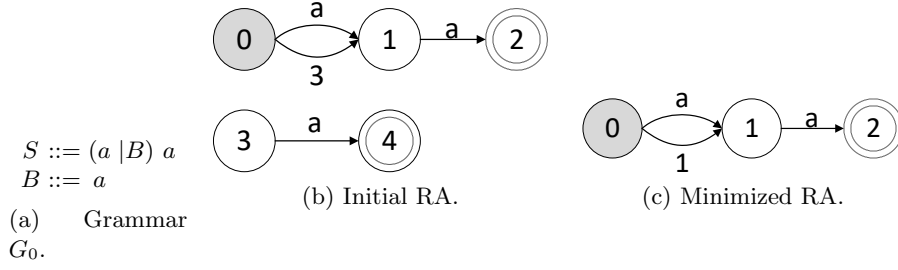 a
0
1
a
2
3
3
a
4
S ::= (a |B) a
B ::= a
(a) Grammar
G₀.
(b) Initial RA.
a
0
1
a
2
1
(c) Minimized RA.